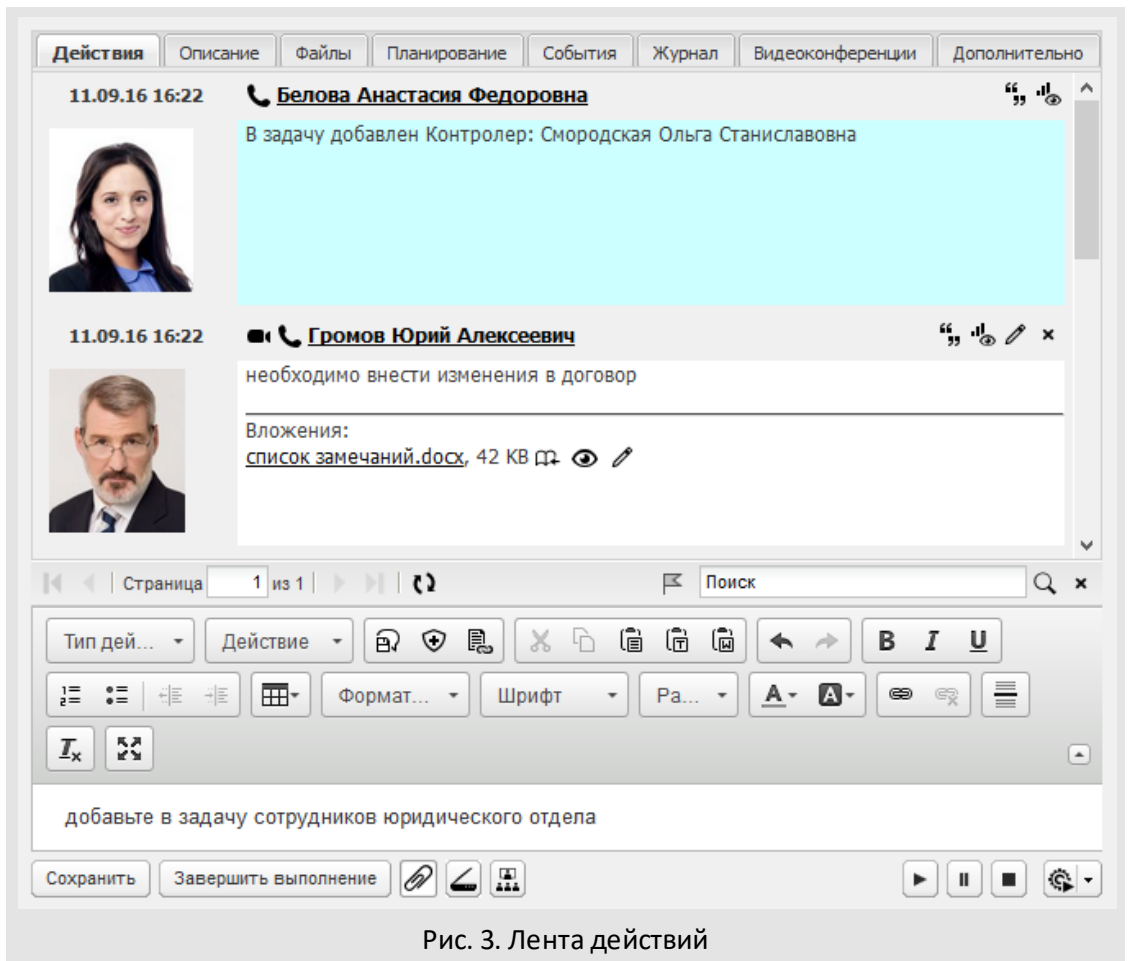 Действия Описание Файлы Планирование События Журнал Видеоконференции Дополнительно
11.09.16 16:22 Белова Анастасия Федоровна
В задачу добавлен Контролер: Смородская Ольга Станиславовна
11.09.16 16:22 Громов Юрий Алексеевич
необходимо внести изменения в договор
Вложения:
список замечаний.docx, 42 KB
Страница 1 из 1 Поиск
Тип дей... Действие B I U
Формат... Шрифт Ра... A A
добавьте в задачу сотрудников юридического отдела
Сохранить Завершить выполнение
Рис. 3. Лента действий